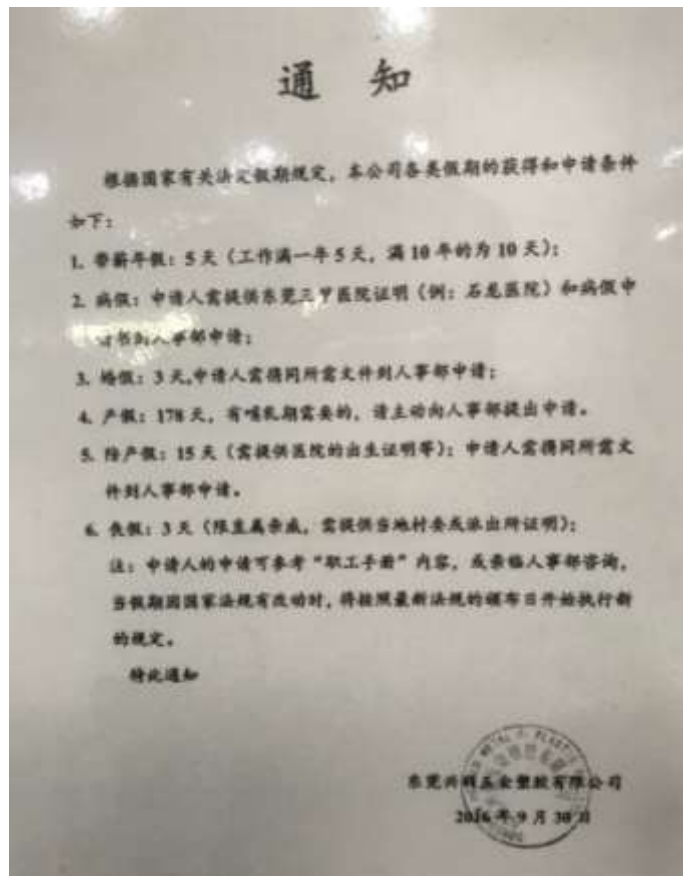 通 知
根据国家有关法定假期规定，本公司各类假期的获得和申请条件
如下：
1. 带薪年假：5天（工作满一年5天，满10年的为10天）；
2. 病假：申请人需提供东莞三甲医院证明（例：石龙医院）和病假申
请书到人事部申请；
3. 婚假：3天,申请人需携同所需文件到人事部申请；
4. 产假：178天，有哺乳期需要的，请主动向人事部提出申请。
5. 陪产假：15天（需提供医院的出生证明等）；申请人需携同所需文
件到人事部申请。
6. 丧假：3天（限直属亲戚，需提供当地村委或派出所证明）；
注：申请人的申请可参考“职工手册”内容，或亲临人事部咨询，
当假期因国家法规有改动时，将按照最新法规的颁布日开始执行新
的规定。
特此通知
METAL & PLASTIC
东莞兴 五金塑胶有限公司
2016年9月30日